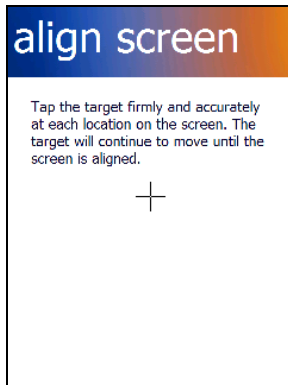 align screen
Tap the target firmly and accurately
at each location on the screen. The
target will continue to move until the
screen is aligned.